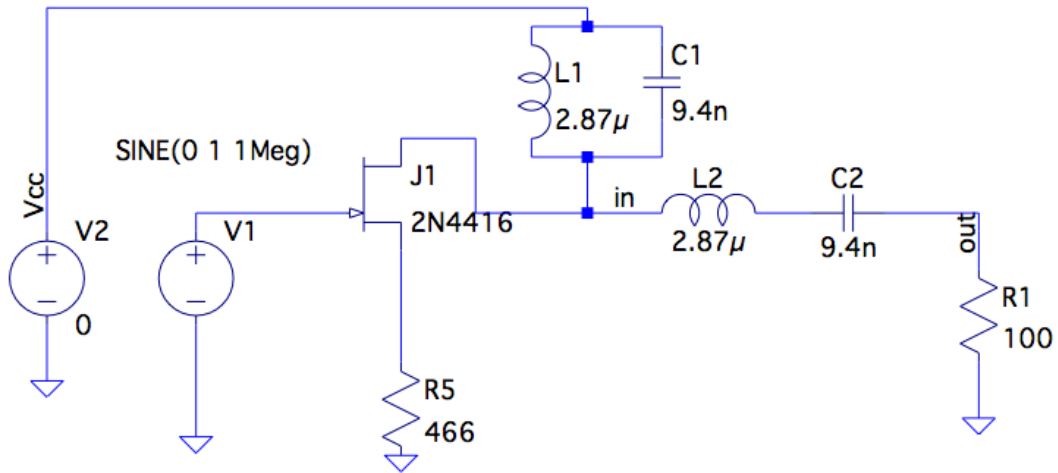 C1
L1
2.87µ
9.4n
SINE(0 1 1Meg)
J1
2N4416
Vcc
V2
0
V1
in
L2
2.87µ
C2
9.4n
out
R1
100
R5
466